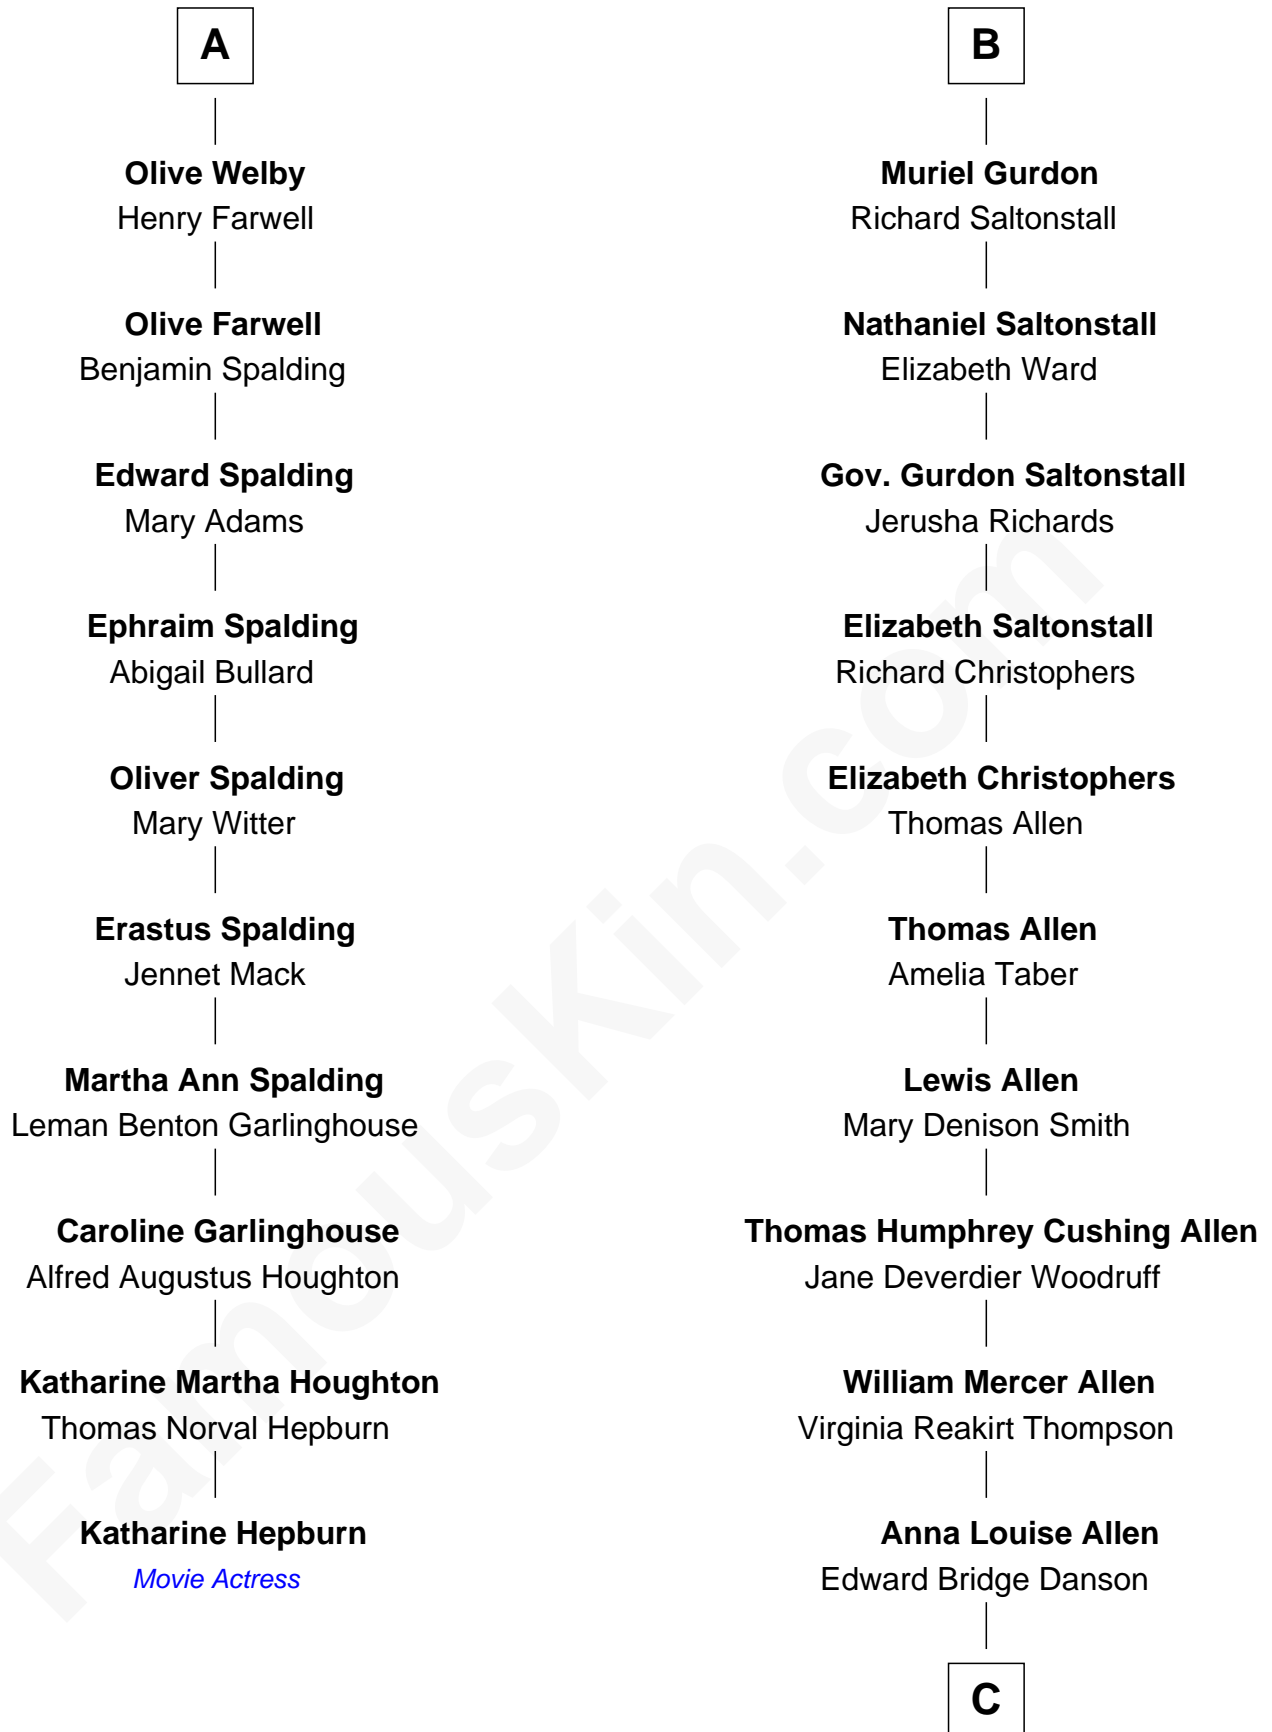 A
Olive Welby
Henry Farwell
Olive Farwell
Benjamin Spalding
Edward Spalding
Mary Adams
Ephraim Spalding
Abigail Bullard
Oliver Spalding
Mary Witter
Erastus Spalding
Jennet Mack
Martha Ann Spalding
Leman Benton Garlinghouse
Caroline Garlinghouse
Alfred Augustus Houghton
Katharine Martha Houghton
Thomas Norval Hepburn
Katharine Hepburn
Movie Actress
B
Muriel Gurdon
Richard Saltonstall
Nathaniel Saltonstall
Elizabeth Ward
Gov. Gurdon Saltonstall
Jerusha Richards
Elizabeth Saltonstall
Richard Christophers
Elizabeth Christophers
Thomas Allen
Thomas Allen
Amelia Taber
Lewis Allen
Mary Denison Smith
Thomas Humphrey Cushing Allen
Jane Deverdier Woodruff
William Mercer Allen
Virginia Reakirt Thompson
Anna Louise Allen
Edward Bridge Danson
C
FamousKin.com